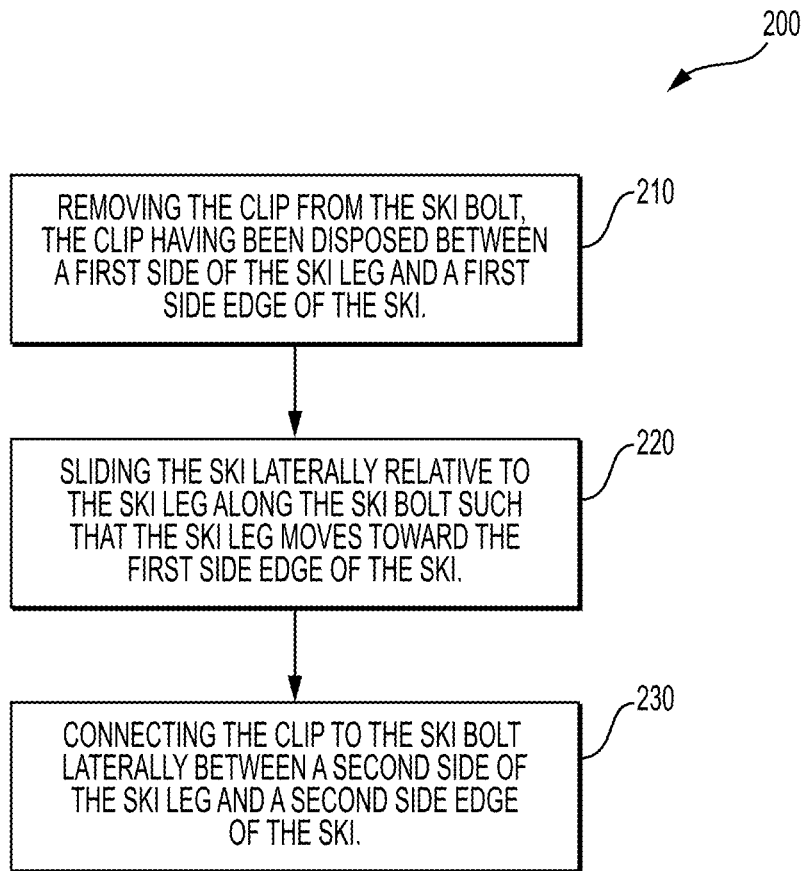 200
REMOVING THE CLIP FROM THE SKI BOLT,
THE CLIP HAVING BEEN DISPOSED BETWEEN
A FIRST SIDE OF THE SKI LEG AND A FIRST
SIDE EDGE OF THE SKI.
210
SLIDING THE SKI LATERALLY RELATIVE TO
THE SKI LEG ALONG THE SKI BOLT SUCH
THAT THE SKI LEG MOVES TOWARD THE
FIRST SIDE EDGE OF THE SKI.
220
CONNECTING THE CLIP TO THE SKI BOLT
LATERALLY BETWEEN A SECOND SIDE OF
THE SKI LEG AND A SECOND SIDE EDGE
OF THE SKI.
230